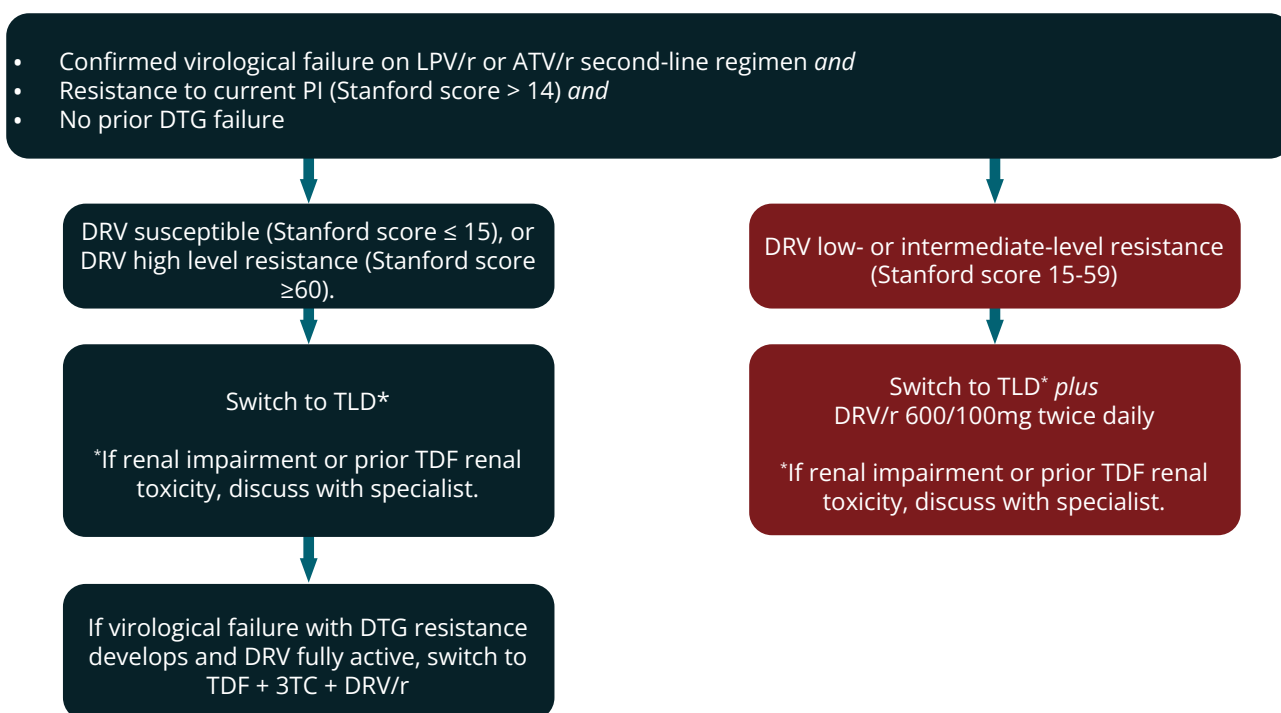 • Confirmed virological failure on LPV/r or ATV/r second-line regimen and
• Resistance to current PI (Stanford score > 14) and
• No prior DTG failure
DRV susceptible (Stanford score ≤ 15), or
DRV high level resistance (Stanford score
≥60).
DRV low- or intermediate-level resistance
(Stanford score 15-59)
Switch to TLD*
*If renal impairment or prior TDF renal
toxicity, discuss with specialist.
Switch to TLD* plus
DRV/r 600/100mg twice daily
*If renal impairment or prior TDF renal
toxicity, discuss with specialist.
If virological failure with DTG resistance
develops and DRV fully active, switch to
TDF + 3TC + DRV/r